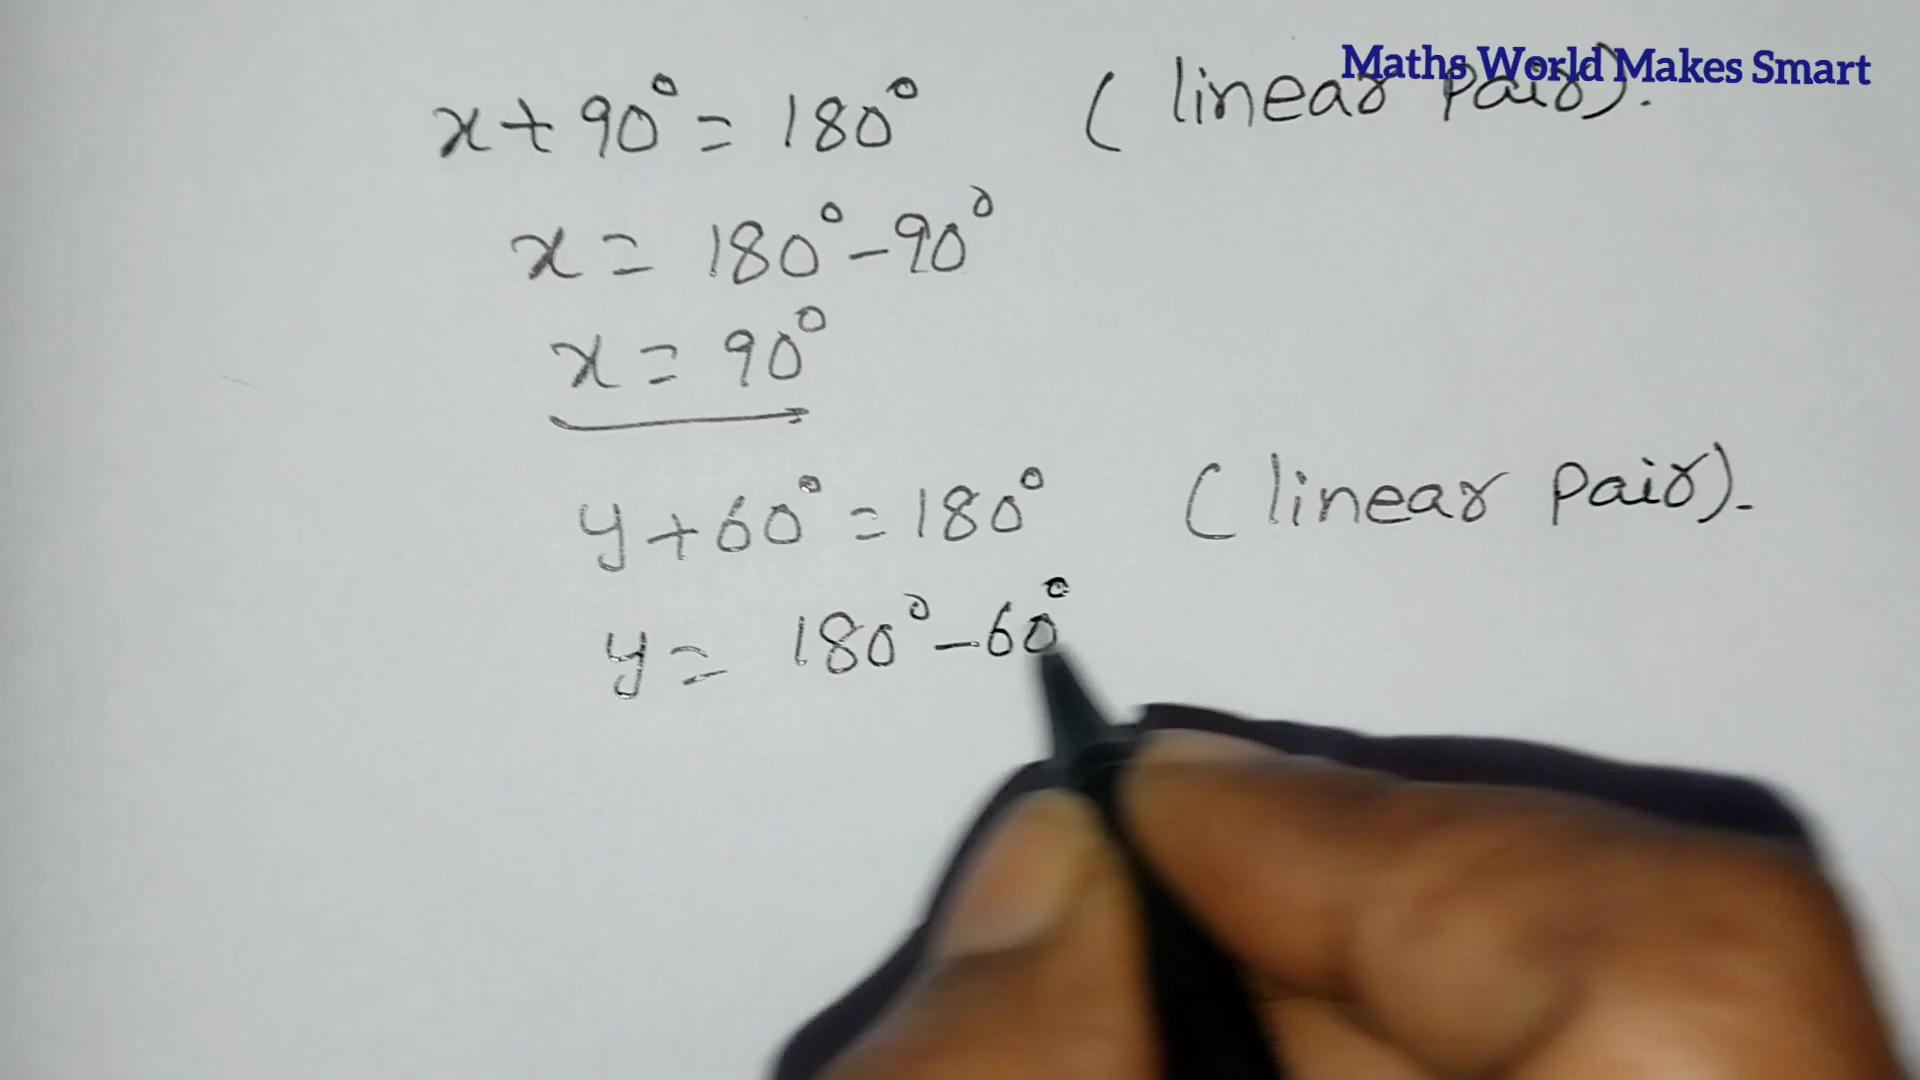 Maths World Makes Smart
x + 90° = 180° (linear pair).
x = 180° - 90°
x = 90°
y + 60° = 180° (linear pair).
y = 180° - 60°